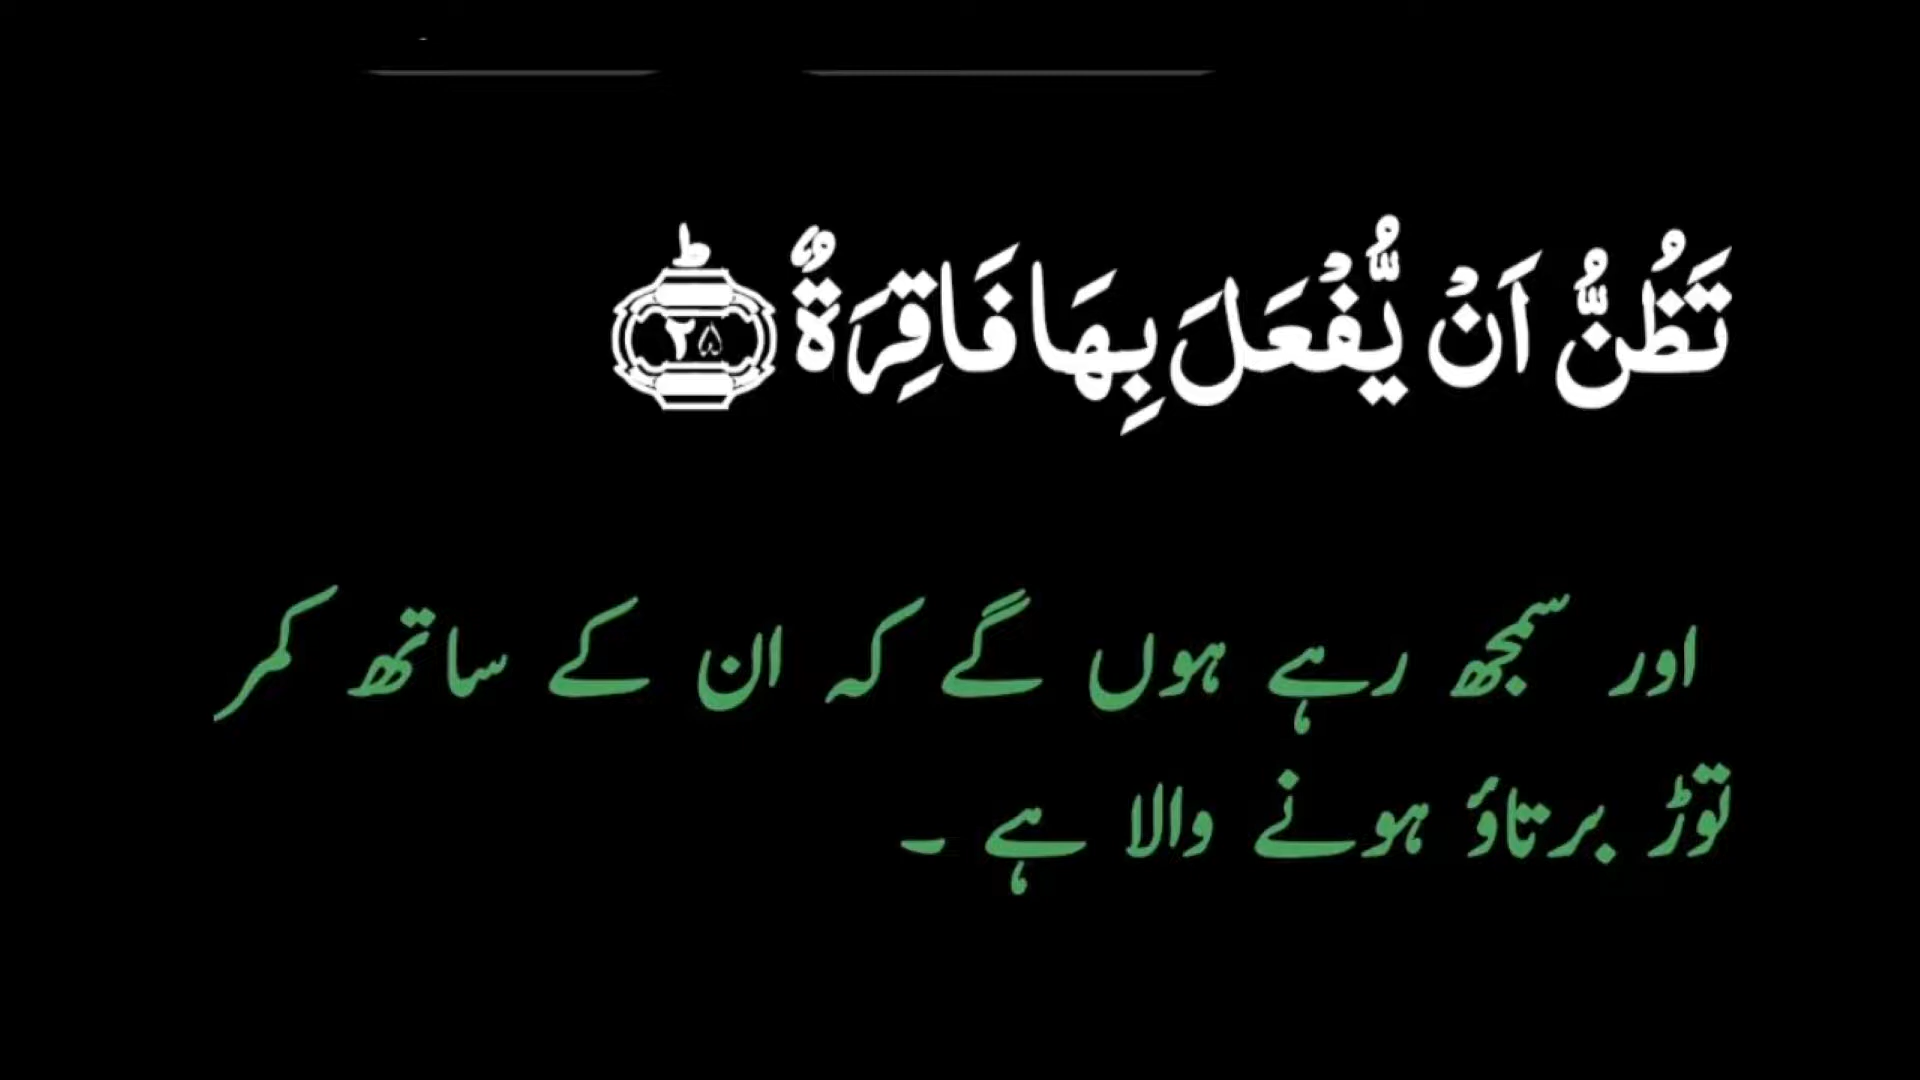 تَظُنُّ اَنْ يُّفْعَلَ بِهَا فَاقِرَةٌ ؕ۲۵
اور سمجھ رہے ہوں گے کہ ان کے ساتھ کمر
توڑ برتاؤ ہونے والا ہے ۔